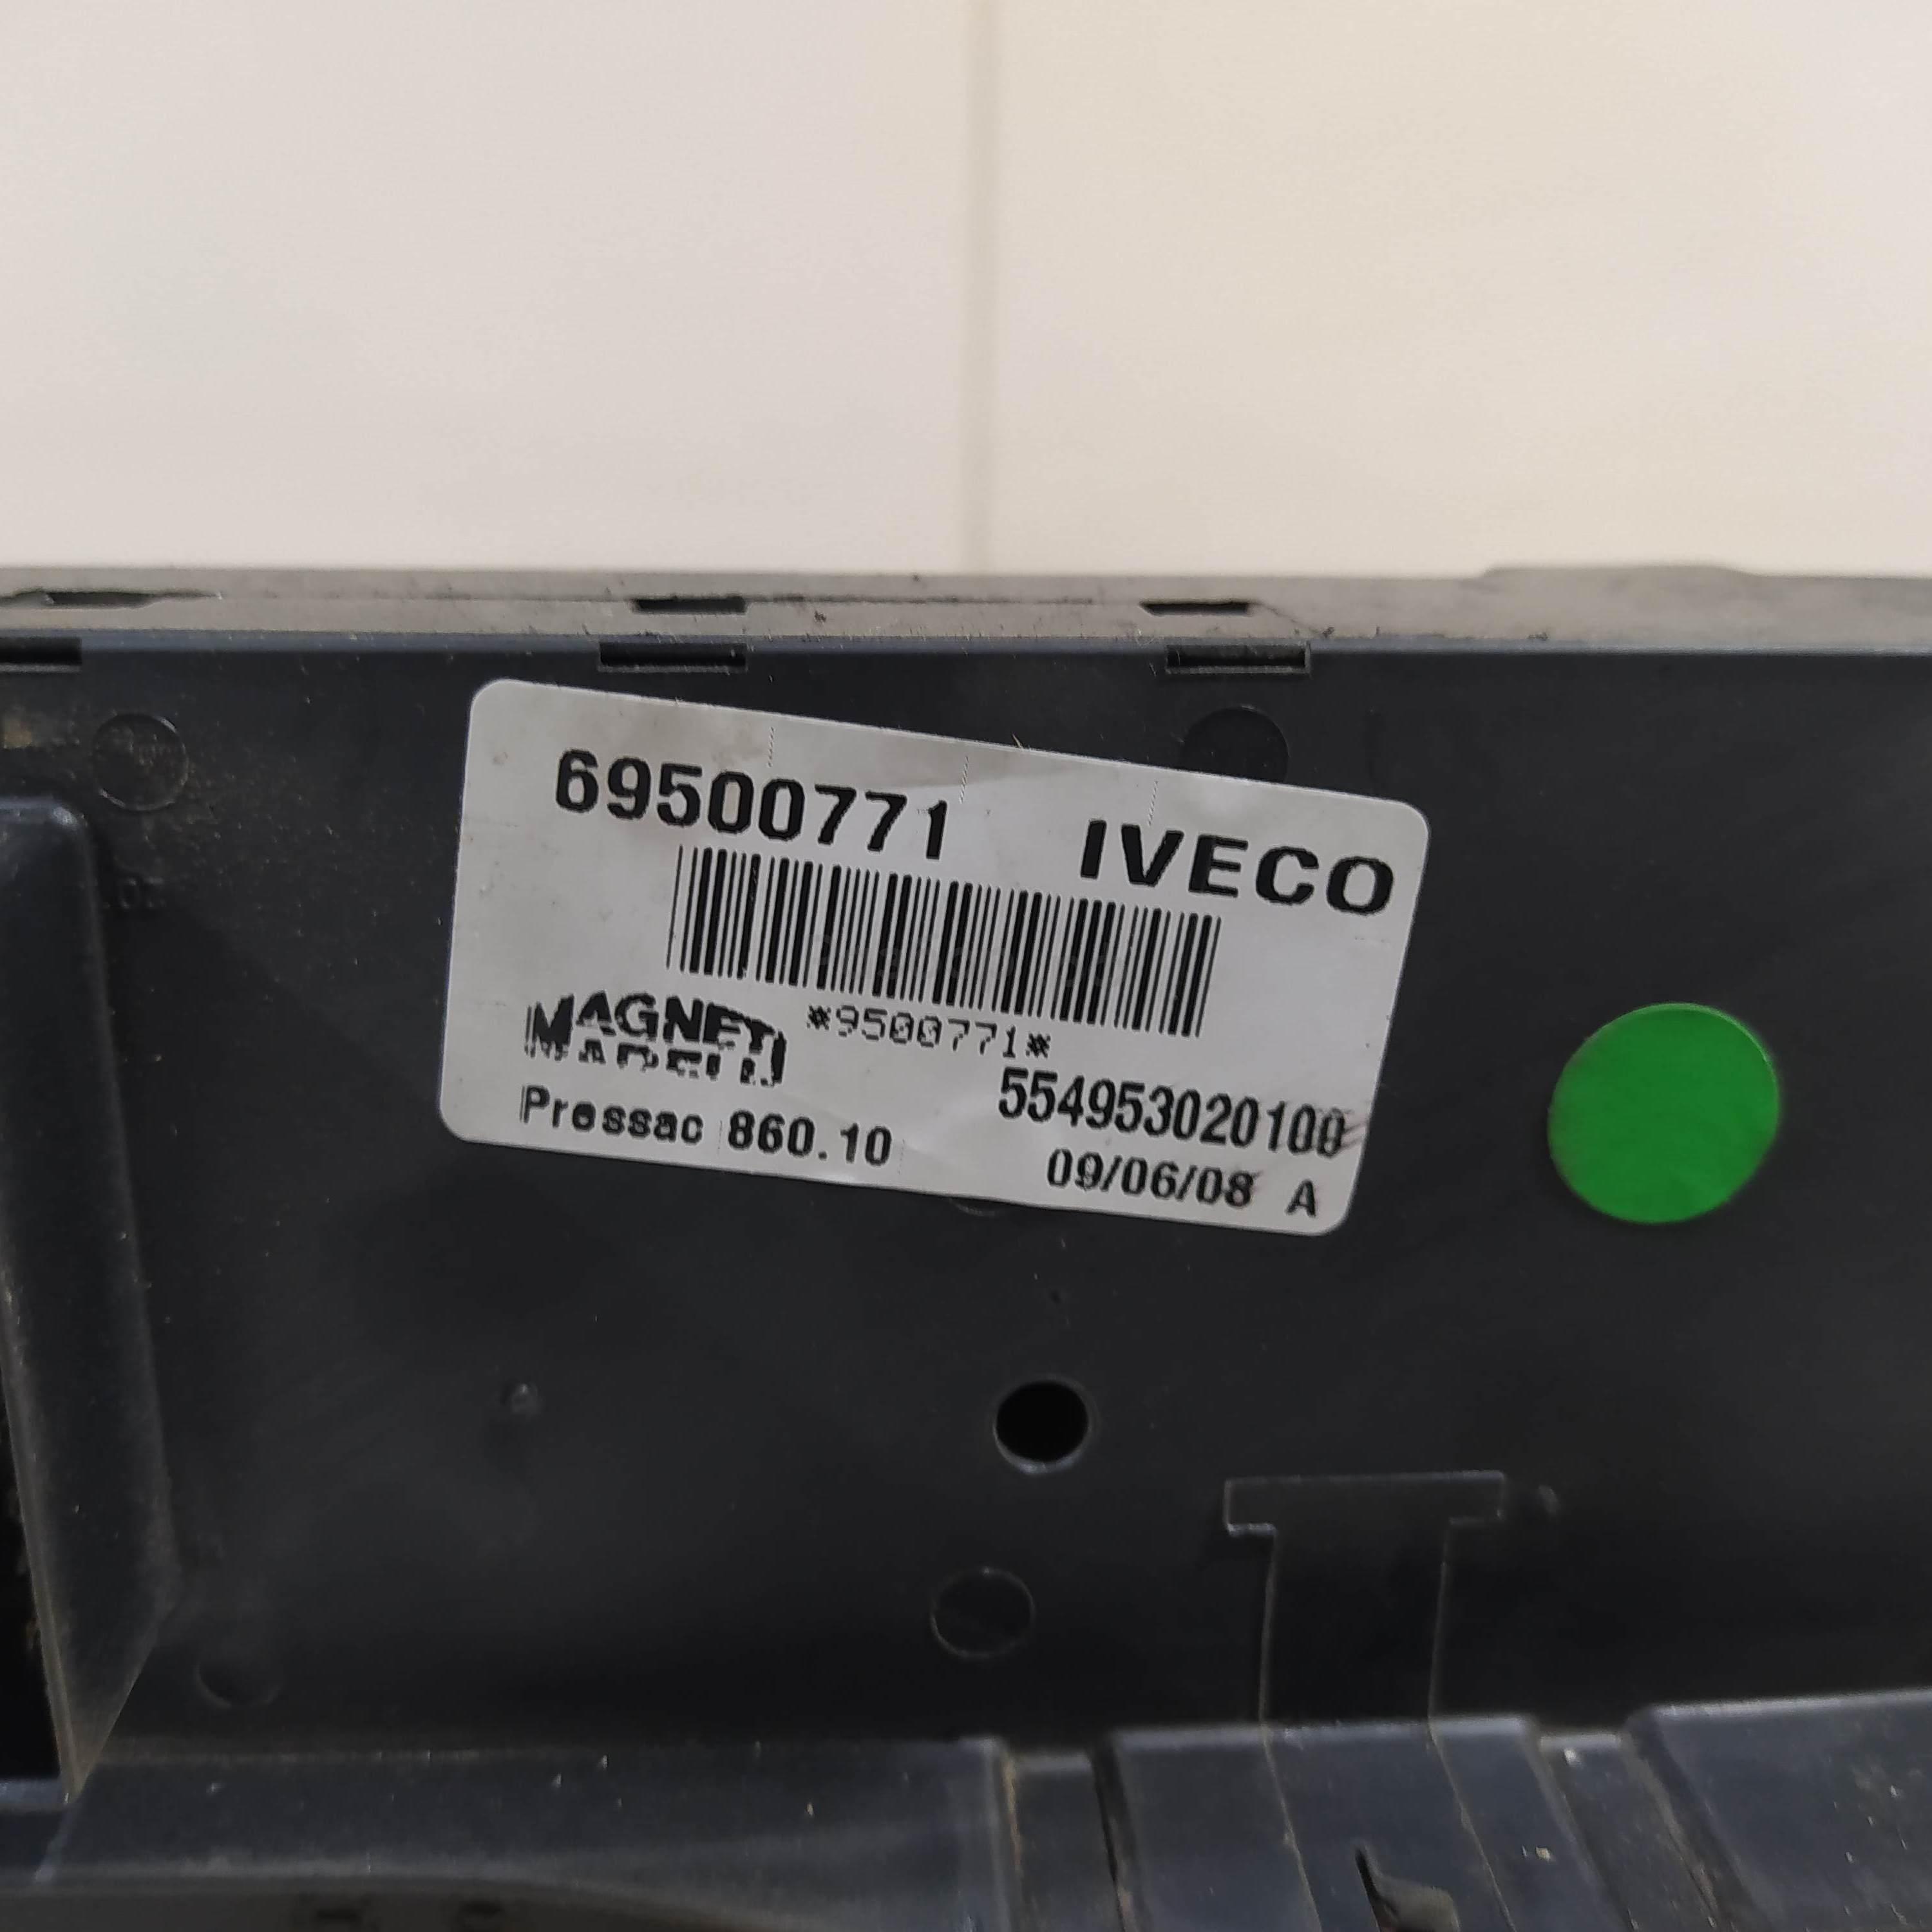 69500771 IVECO
*9500771*
MAGNETI
MARELLI
554953020100
Pressac 860.10
09/06/08 A